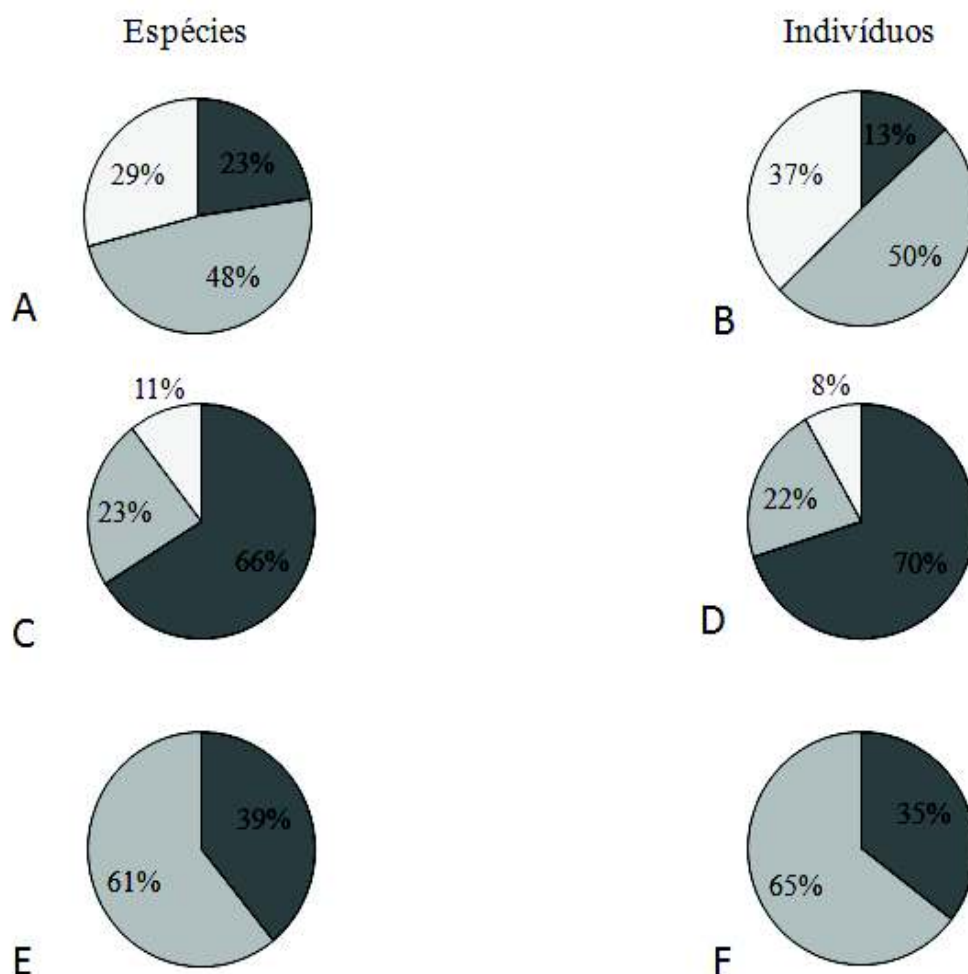 Espécies Indivíduos
29% 23% 37% 13%
48% 50%
A B
11% 8%
23% 22%
66% 70%
C D
39% 35%
61% 65%
E F